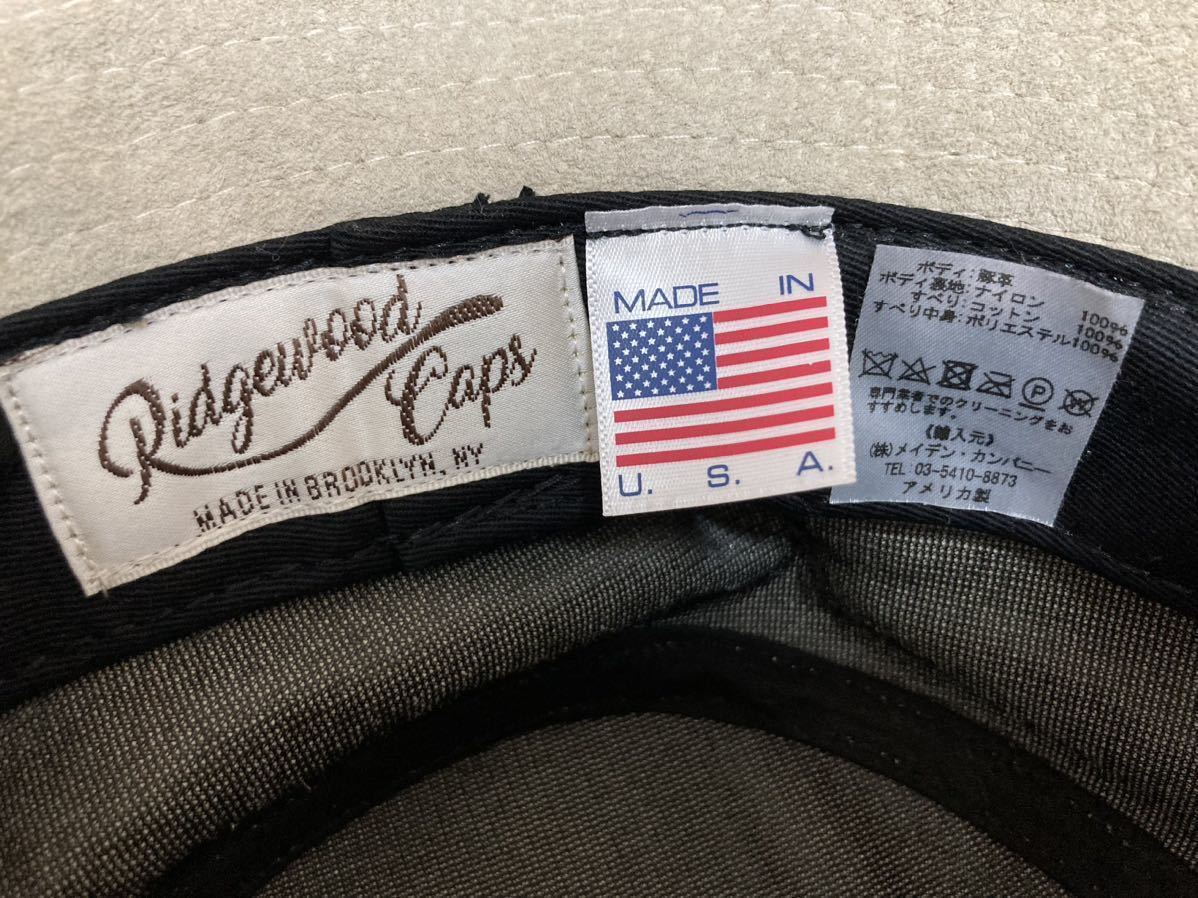 Ridgewood
Caps
MADE IN BROOKLYN, NY
MADE IN
U. S. A.
ボディ:豚革
ボディ裏地:ナイロン 100%
すべり:コットン 100%
すべり中身:ポリエステル100%
P
専門業者でのクリーニングをお
すすめします。
《輸入元》
(株)メイデン・カンパニー
TEL: 03-5410-8873
アメリカ製